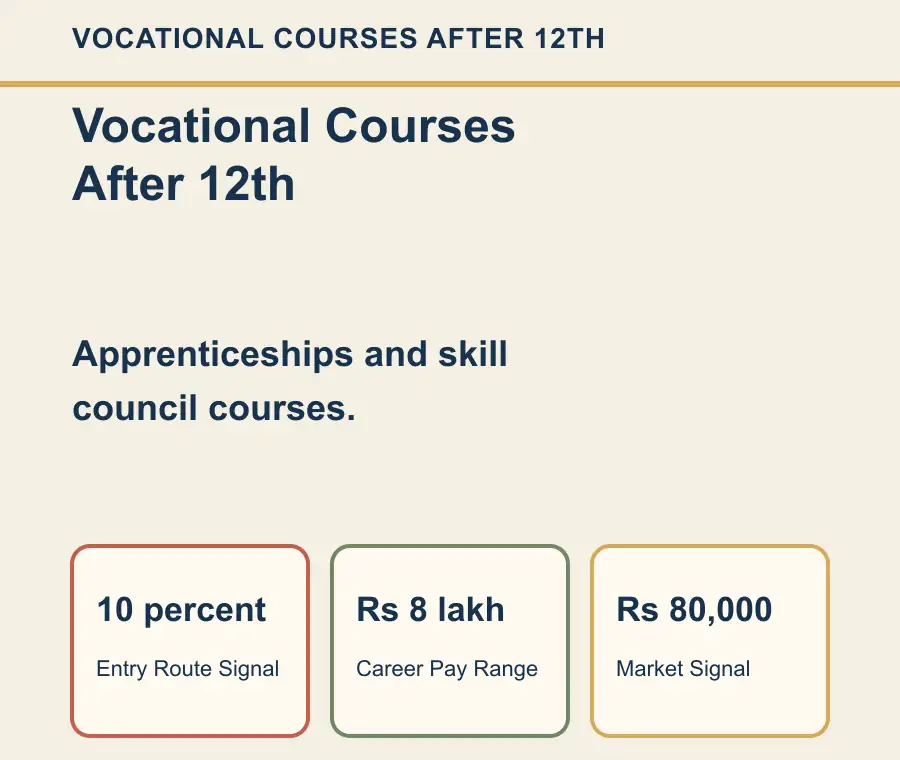 VOCATIONAL COURSES AFTER 12TH
Vocational Courses
After 12th
Apprenticeships and skill
council courses.
10 percent
Entry Route Signal
Rs 8 lakh
Career Pay Range
Rs 80,000
Market Signal